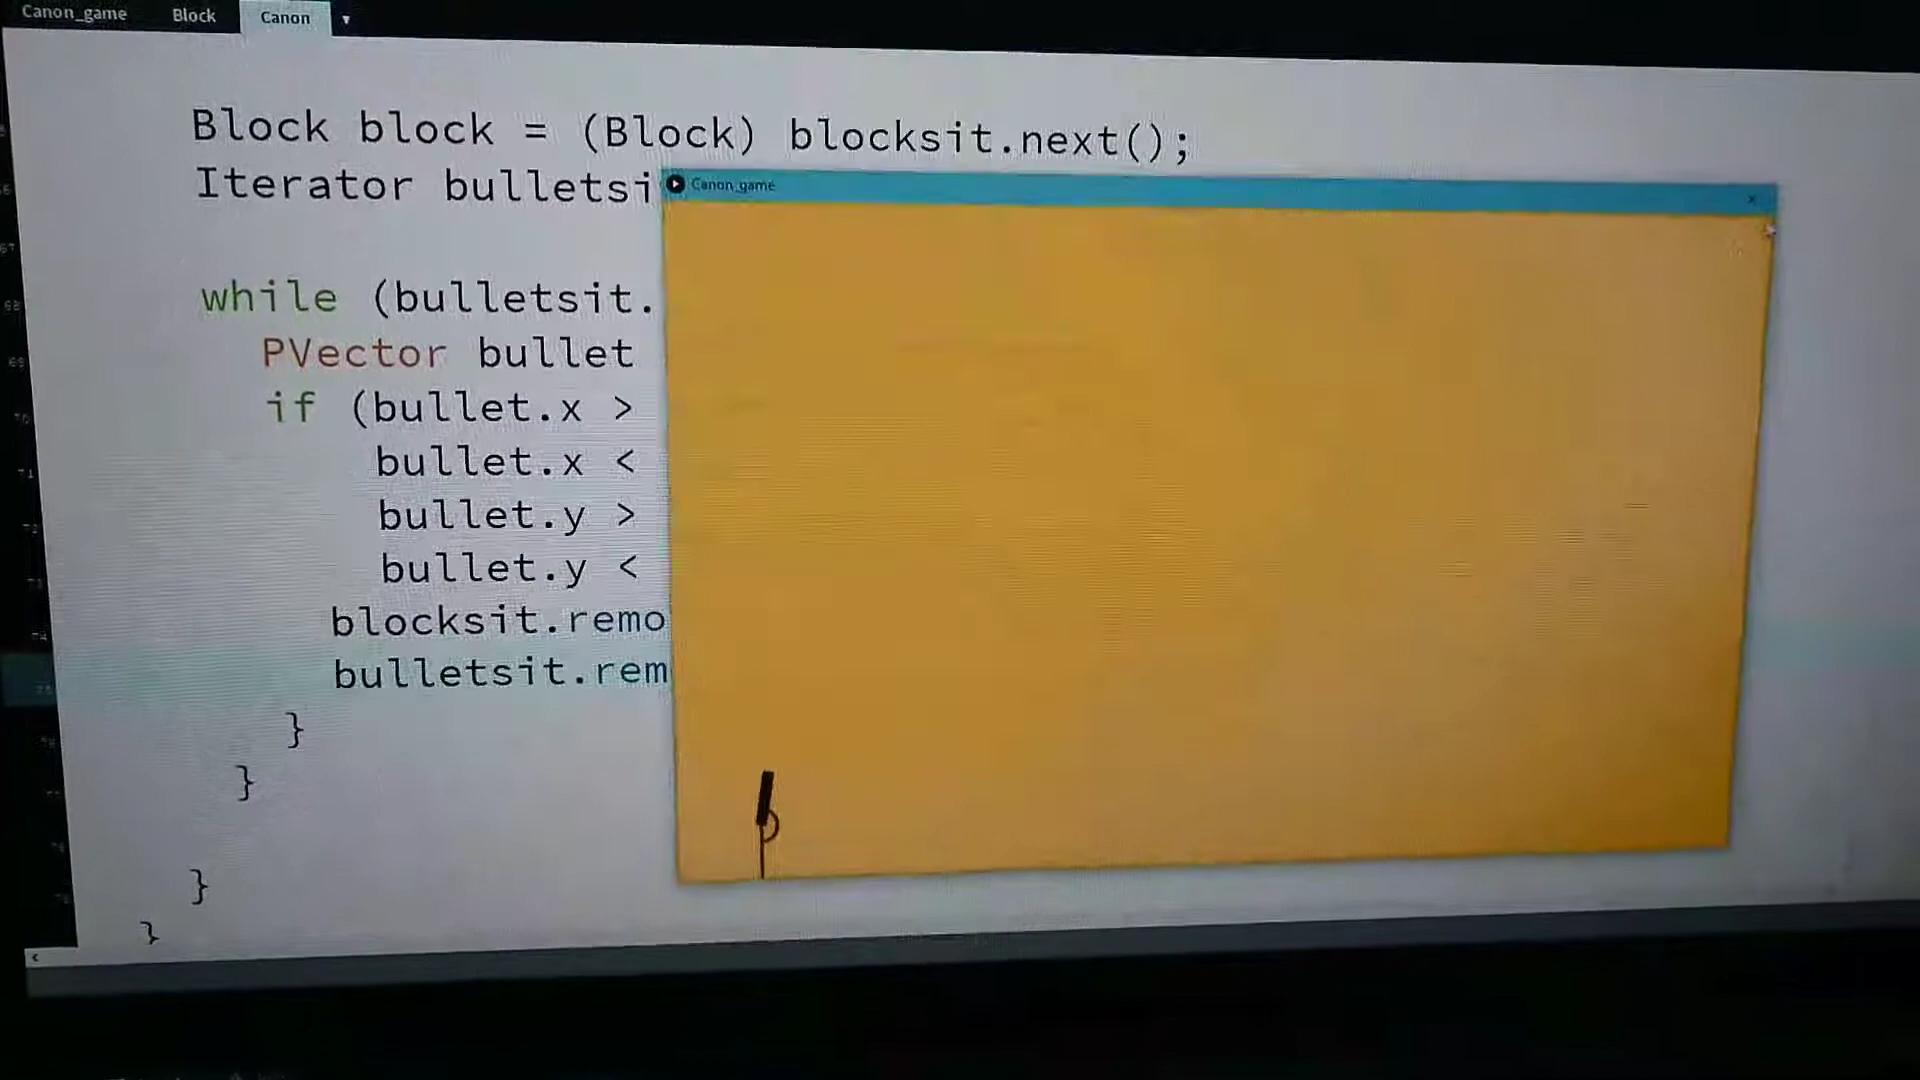 Canon_game Block Canon
Block block = (Block) blocksit.next();
Iterator bulletsi
Canon_game
while (bulletsit.
PVector bullet
if (bullet.x >
bullet.x <
bullet.y >
bullet.y <
blocksit.remo
bulletsit.rem
}
}
}
}